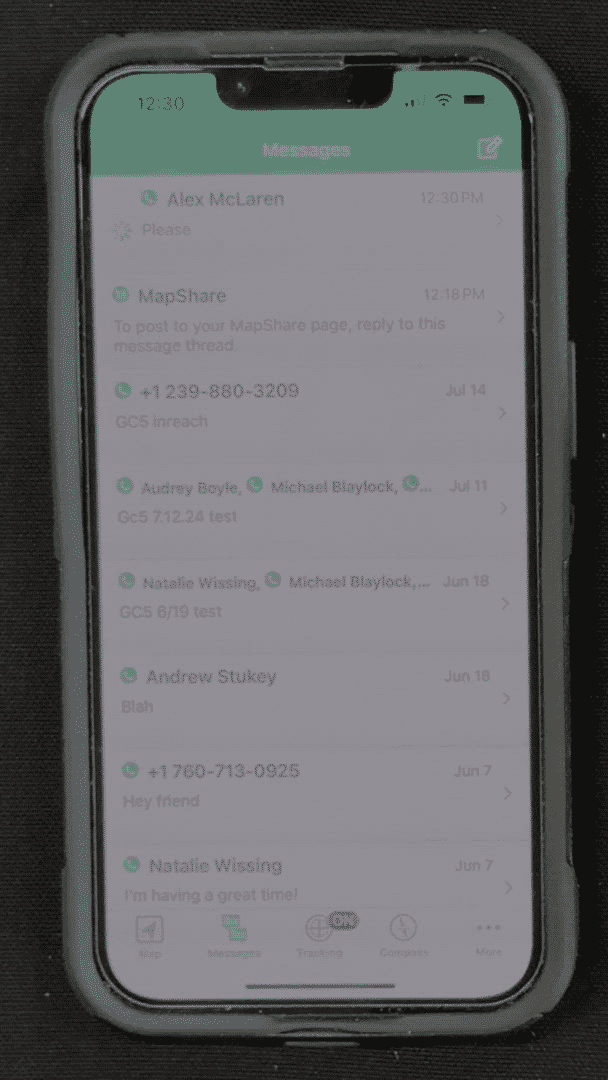 12:30
Messages
Alex McLaren 12:30 PM
Please
MapShare 12:18 PM
To post to your MapShare page, reply to this
message thread.
+1 239-880-3209 Jul 14
GC5 inreach
Audrey Boyle, Michael Blaylock, ... Jul 11
Gc5 7.12.24 test
Natalie Wissing, Michael Blaylock,... Jun 18
GC5 6/19 test
Andrew Stukey Jun 18
Blah
+1 760-713-0925 Jun 7
Hey friend
Natalie Wissing Jun 7
I'm having a great time!
ON
Map Messages Tracking Compass More